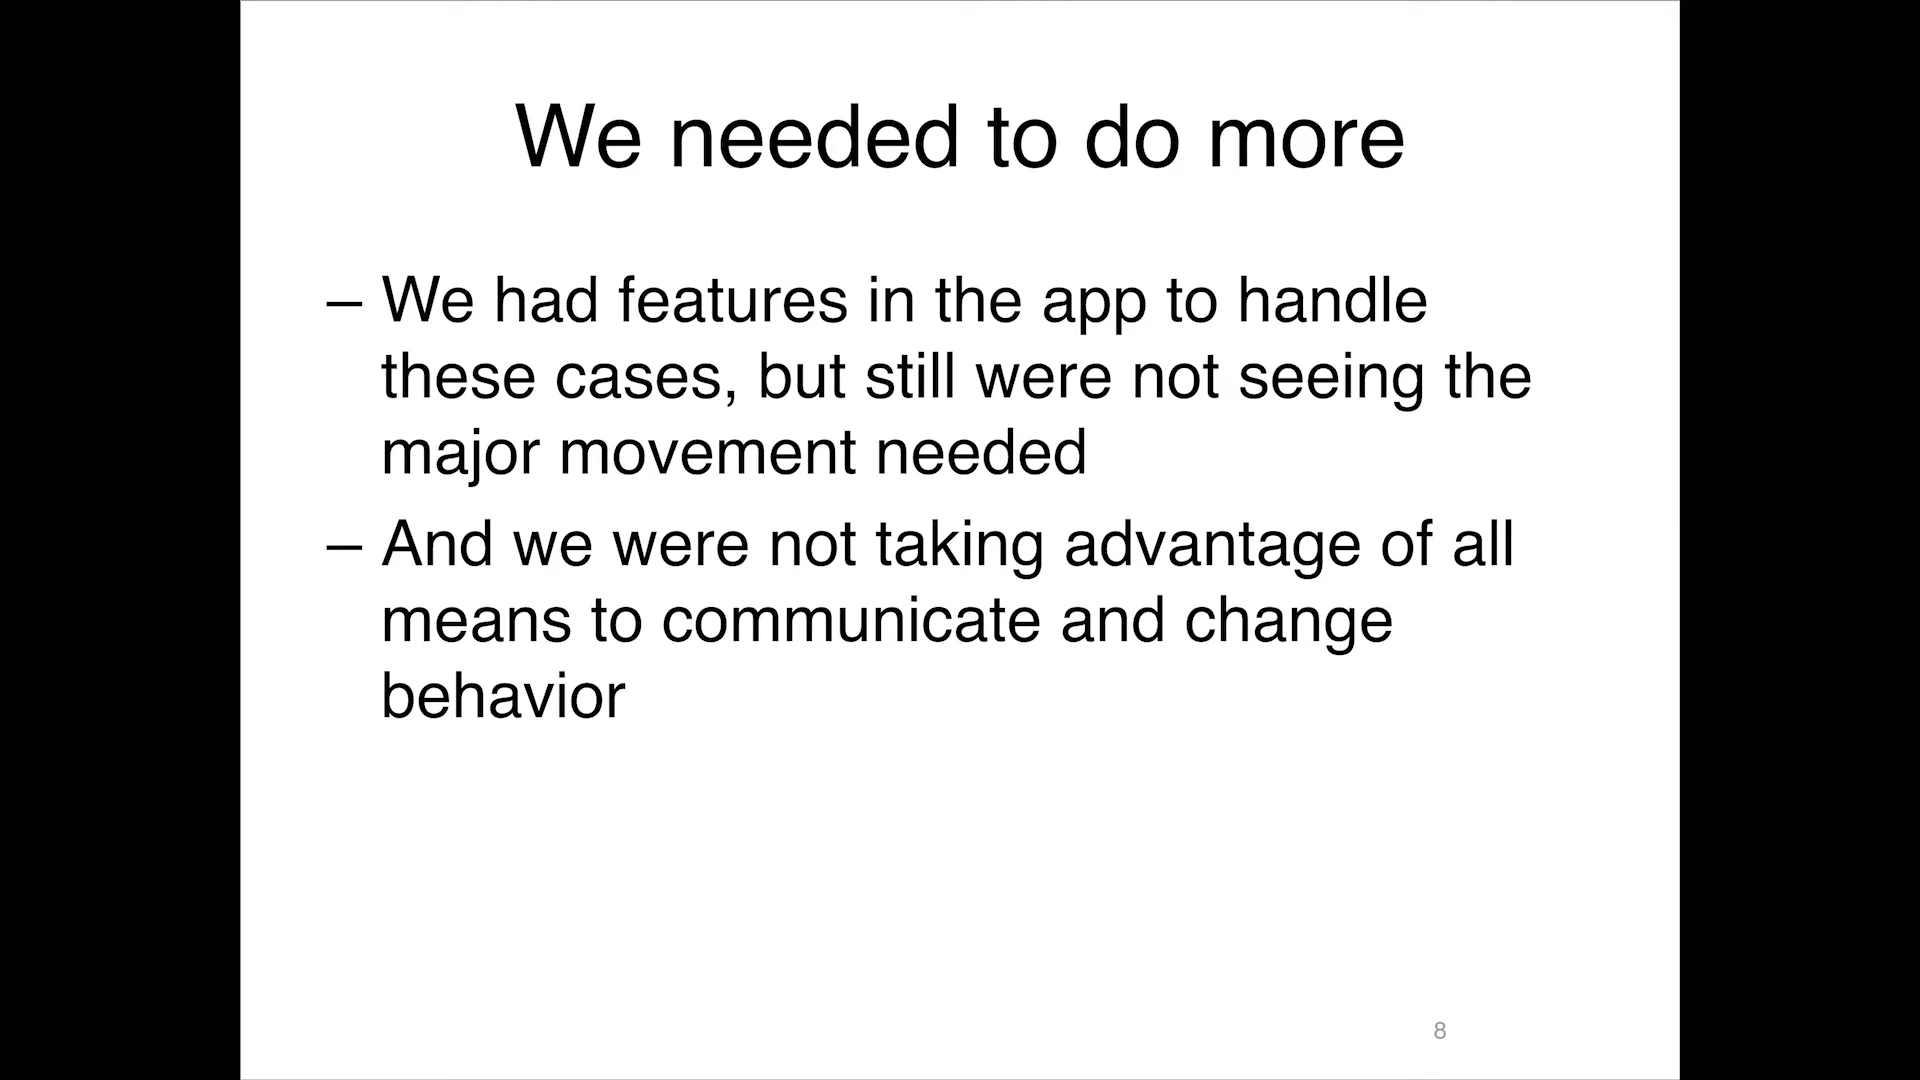 We needed to do more
– We had features in the app to handle
these cases, but still were not seeing the
major movement needed
– And we were not taking advantage of all
means to communicate and change
behavior
8